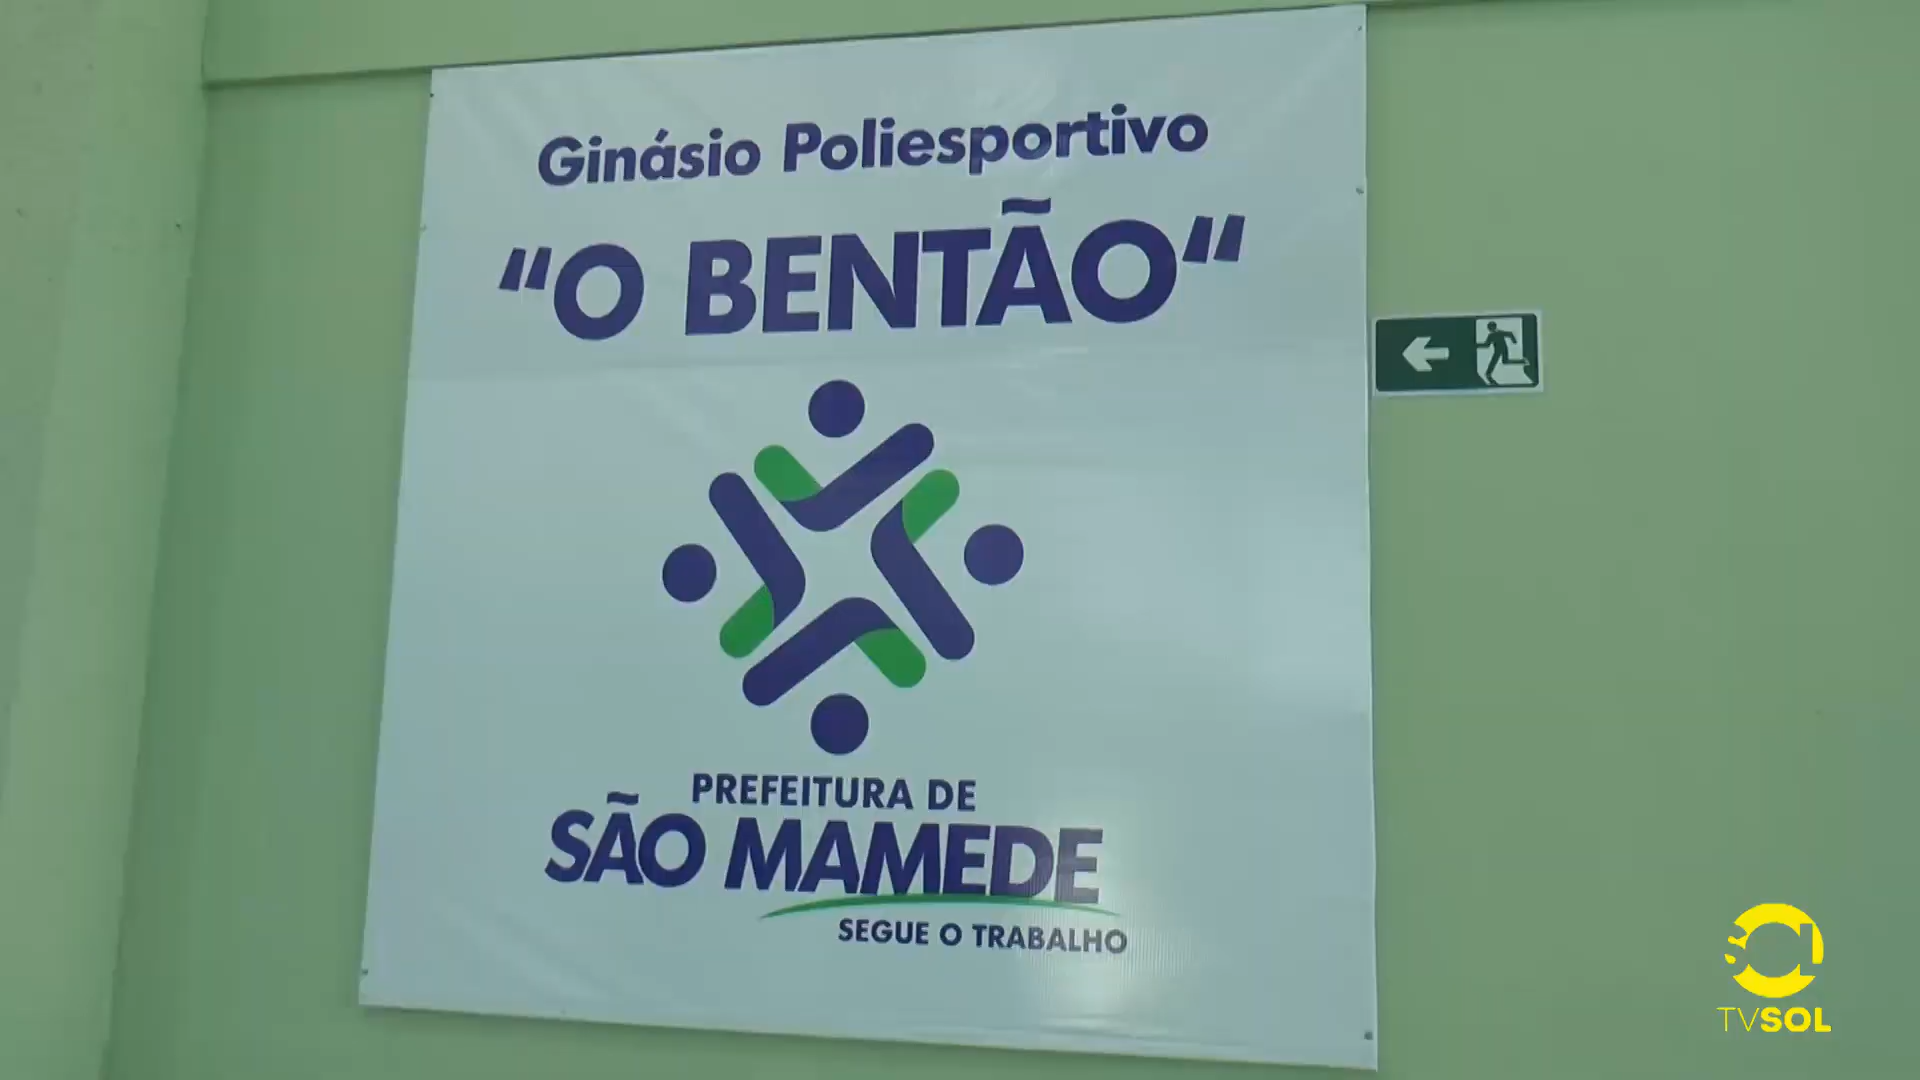 Ginásio Poliesportivo
“O BENTÃO“
PREFEITURA DE
SÃO MAMEDE
SEGUE O TRABALHO
TVSOL